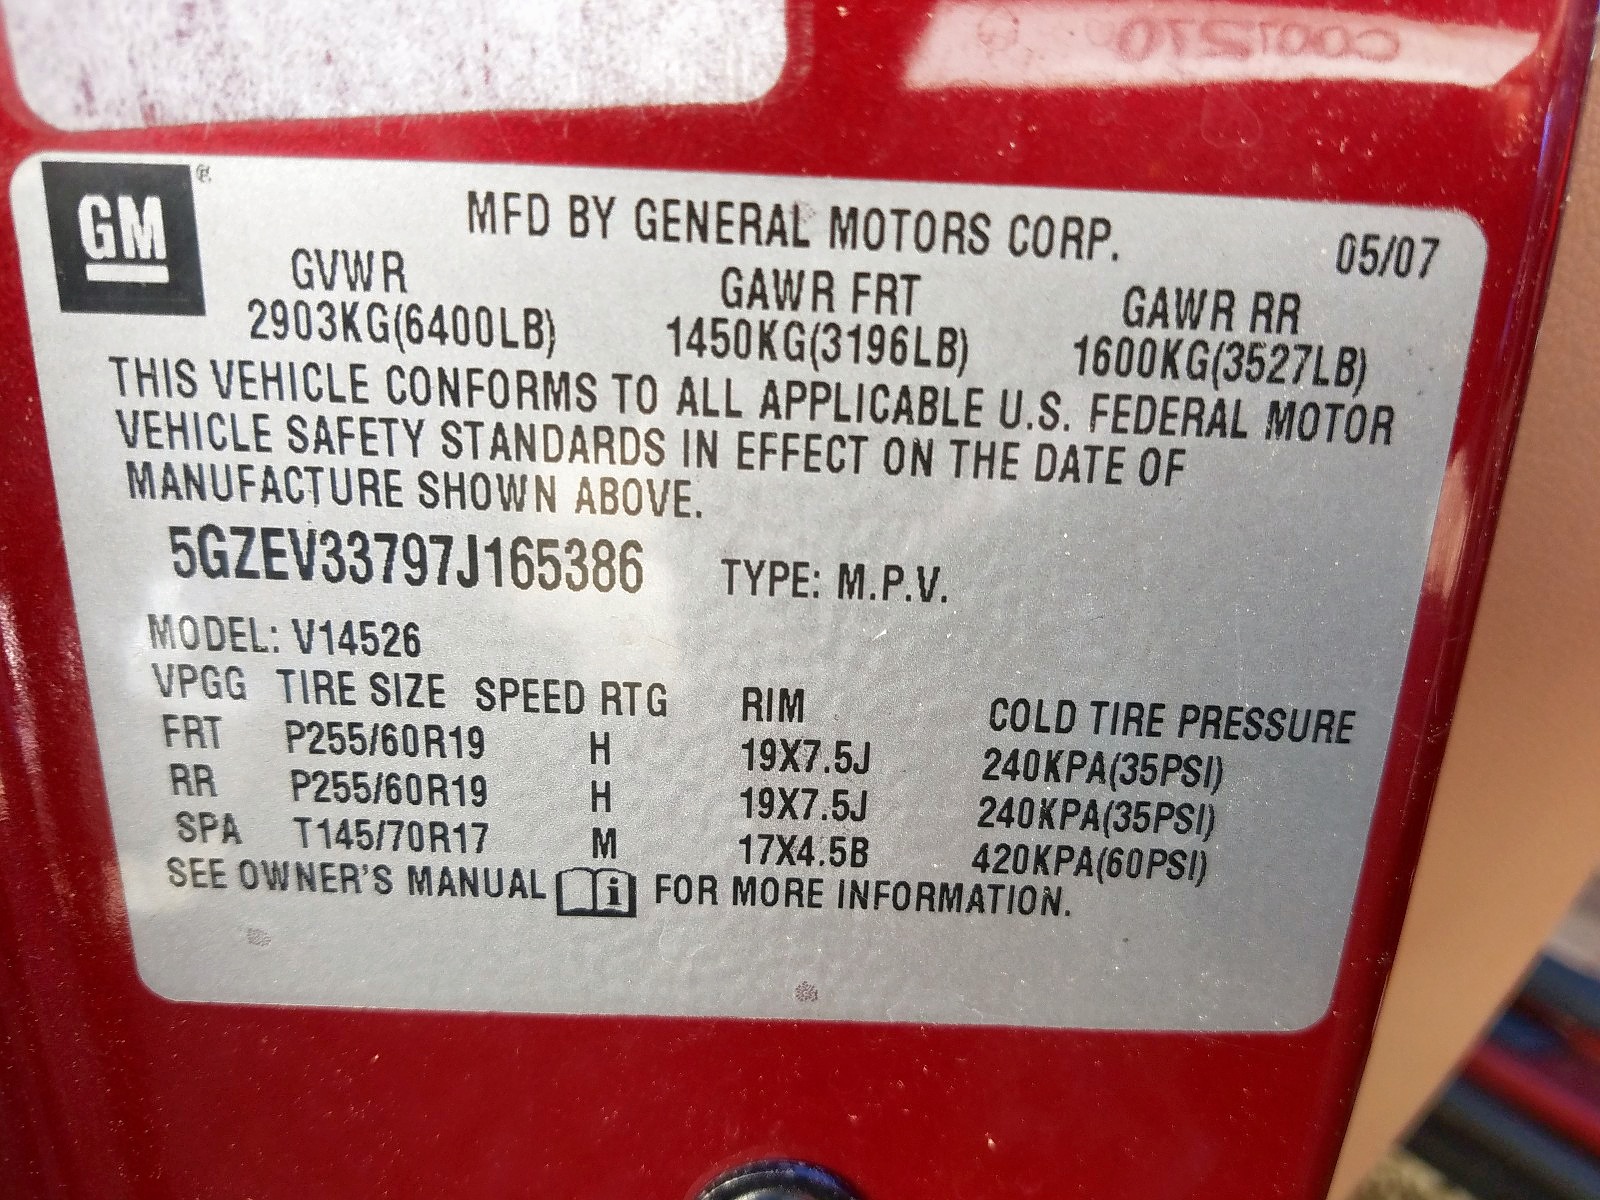 C001510
GM
®
MFD BY GENERAL MOTORS CORP.
05/07
GVWR GAWR FRT GAWR RR
2903KG(6400LB) 1450KG(3196LB) 1600KG(3527LB)
THIS VEHICLE CONFORMS TO ALL APPLICABLE U.S. FEDERAL MOTOR
VEHICLE SAFETY STANDARDS IN EFFECT ON THE DATE OF
MANUFACTURE SHOWN ABOVE.
5GZEV33797J165386 TYPE: M.P.V.
MODEL: V14526
VPGG TIRE SIZE SPEED RTG RIM COLD TIRE PRESSURE
FRT P255/60R19 H 19X7.5J 240KPA(35PSI)
RR P255/60R19 H 19X7.5J 240KPA(35PSI)
SPA T145/70R17 M 17X4.5B 420KPA(60PSI)
SEE OWNER'S MANUAL i FOR MORE INFORMATION.